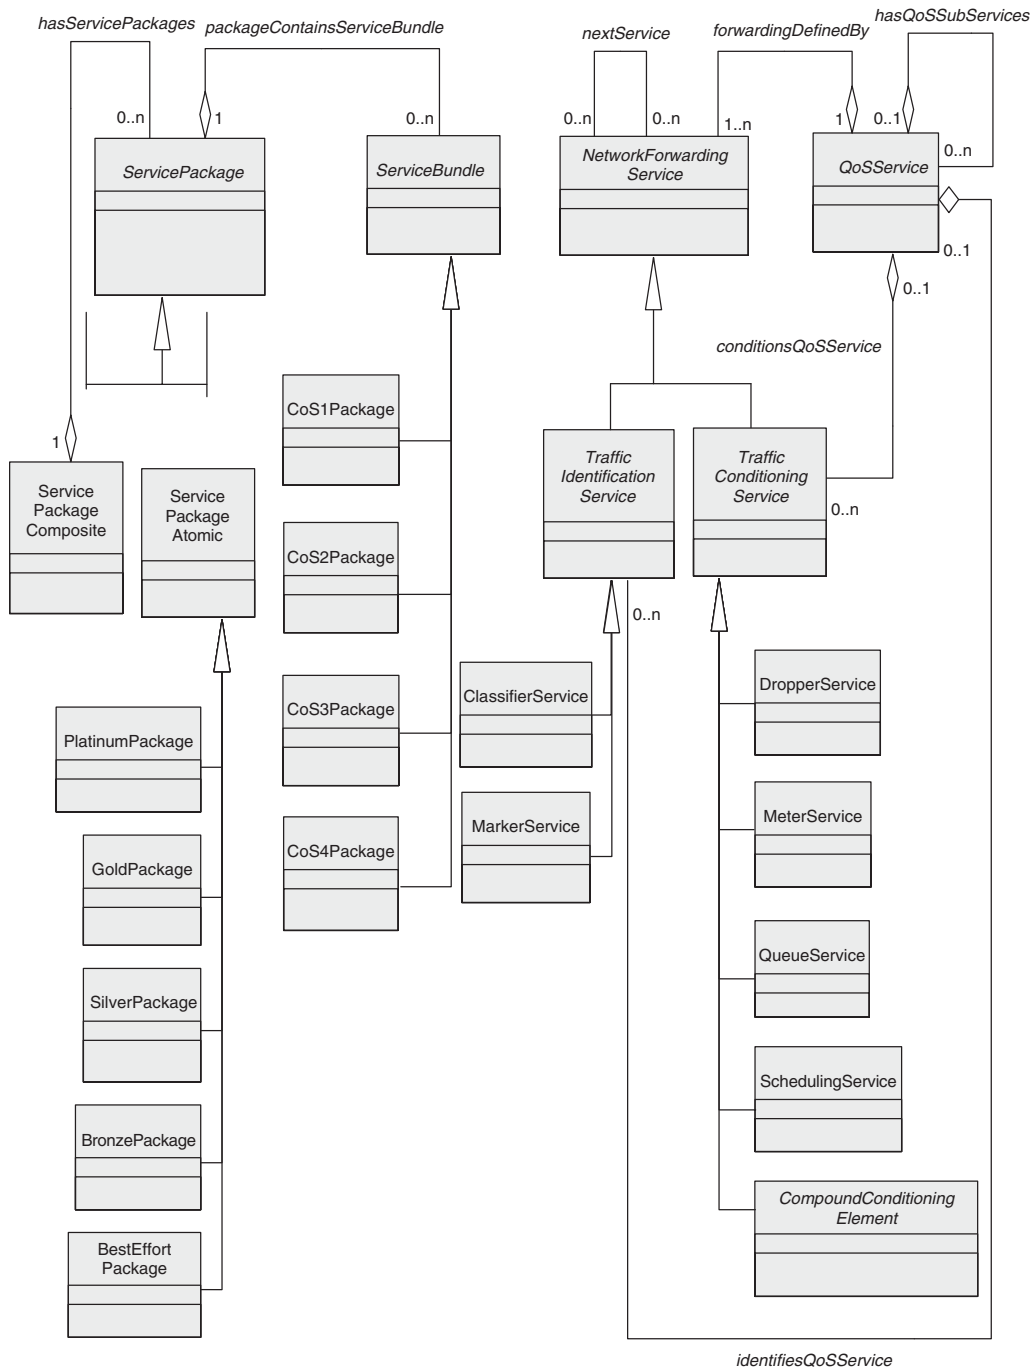 hasServicePackages
packageContainsServiceBundle
nextService
forwardingDefinedBy
hasQoSSubServices
0..n
1
0..n
0..n
0..n
1..n
1
0..1
0..n
ServicePackage
ServiceBundle
NetworkForwarding
Service
QoSService
0..1
0..1
conditionsQoSService
1
0..n
Service
Package
Composite
Service
Package
Atomic
CoS1Package
CoS2Package
CoS3Package
CoS4Package
Traffic
Identification
Service
Traffic
Conditioning
Service
0..n
ClassifierService
MarkerService
DropperService
MeterService
QueueService
SchedulingService
CompoundConditioning
Element
PlatinumPackage
GoldPackage
SilverPackage
BronzePackage
BestEffort
Package
identifiesQoSService